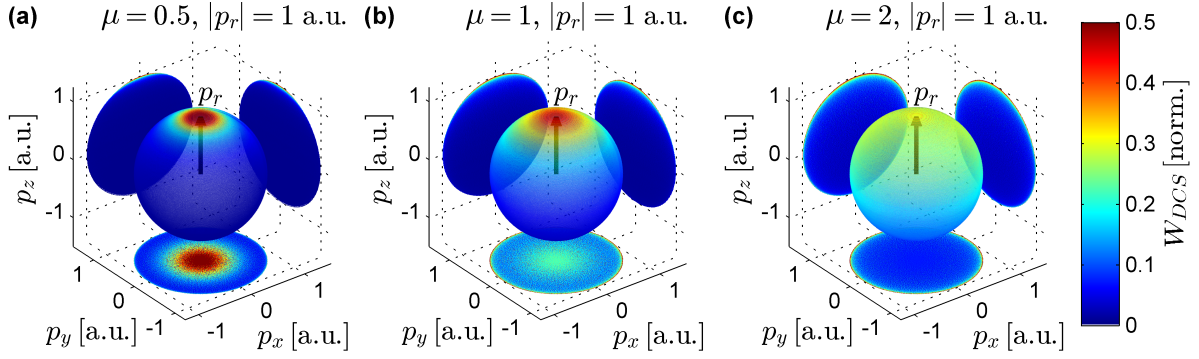 (a) μ = 0.5, |p_r| = 1 a.u.
(b) μ = 1, |p_r| = 1 a.u.
(c) μ = 2, |p_r| = 1 a.u.
p_r
1
0
-1
p_z [a.u.]
1
0
-1
p_y [a.u.]
-1
0
1
p_x [a.u.]
p_r
1
0
-1
p_z [a.u.]
1
0
-1
p_y [a.u.]
-1
0
1
p_x [a.u.]
p_r
1
0
-1
p_z [a.u.]
1
0
-1
p_y [a.u.]
-1
0
1
p_x [a.u.]
0.5
0.4
0.3
0.2
0.1
0
W_DCS [norm.]